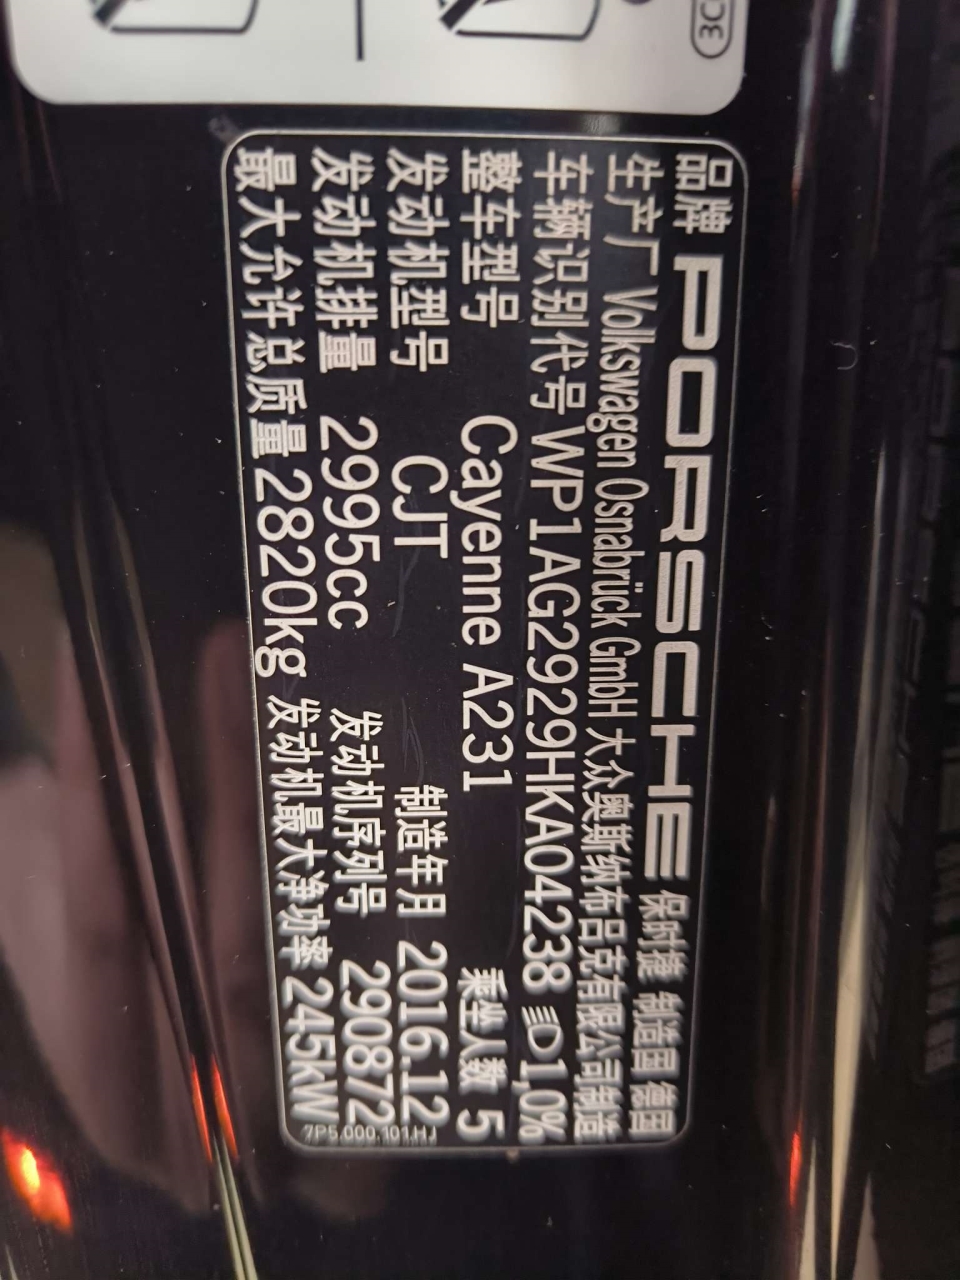 品牌 PORSCHE 保时捷 制造国 德国
生产厂 Volkswagen Osnabrück GmbH 大众奥斯纳布吕克有限公司制造
车辆识别代号 WP1AG2929HKA04238 1,0%
整车型号 Cayenne A231 乘坐人数 5
发动机型号 CJT 制造年月 2016.12
发动机排量 2995cc 发动机序列号 290872
最大允许总质量 2820kg 发动机最大净功率 245kW
7P5.000.101.HJ